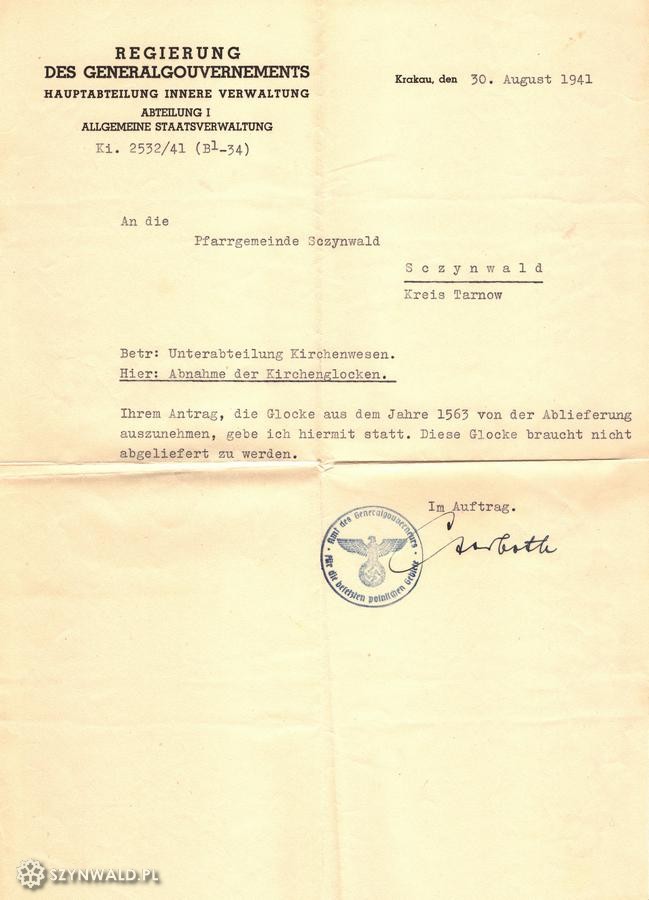 REGIERUNG
DES GENERALGOUVERNEMENTS
HAUPTABTEILUNG INNERE VERWALTUNG
ABTEILUNG I
ALLGEMEINE STAATSVERWALTUNG
Ki. 2532/41 (Bl-34)
Krakau, den 30. August 1941
An die
Pfarrgemeinde Sczynwald
Sczynwald
Kreis Tarnow
Betr: Unterabteilung Kirchenwesen.
Hier: Abnahme der Kirchenglocken.
Ihrem Antrag, die Glocke aus dem Jahre 1563 von der Ablieferung
auszunehmen, gebe ich hiermit statt. Diese Glocke braucht nicht
abgeliefert zu werden.
Im Auftrag.
Amt des Generalgouverneurs
für die besetzten polnischen Gebiete
SZYNWALD.PL